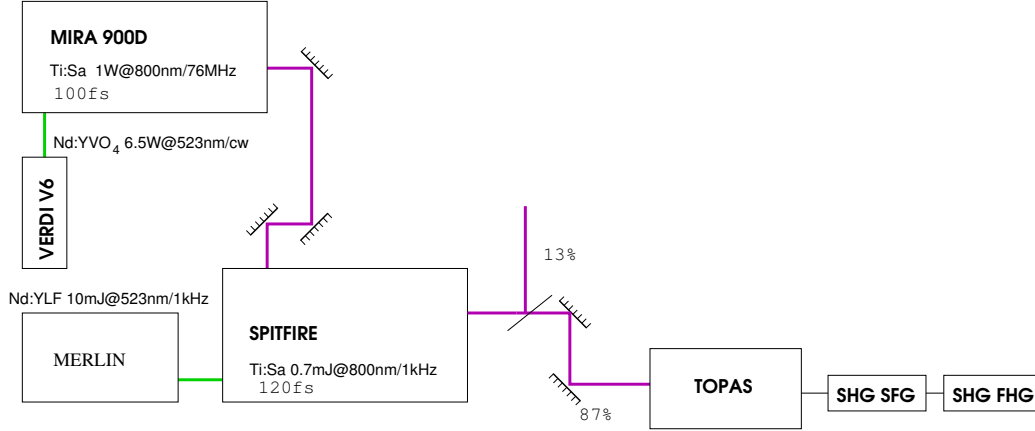 MIRA 900D
Ti:Sa 1W@800nm/76MHz
100fs
Nd:YVO4 6.5W@523nm/cw
VERDI V6
13%
Nd:YLF 10mJ@523nm/1kHz
SPITFIRE
MERLIN
Ti:Sa 0.7mJ@800nm/1kHz
120fs
TOPAS
SHG SFG
SHG FHG
87%